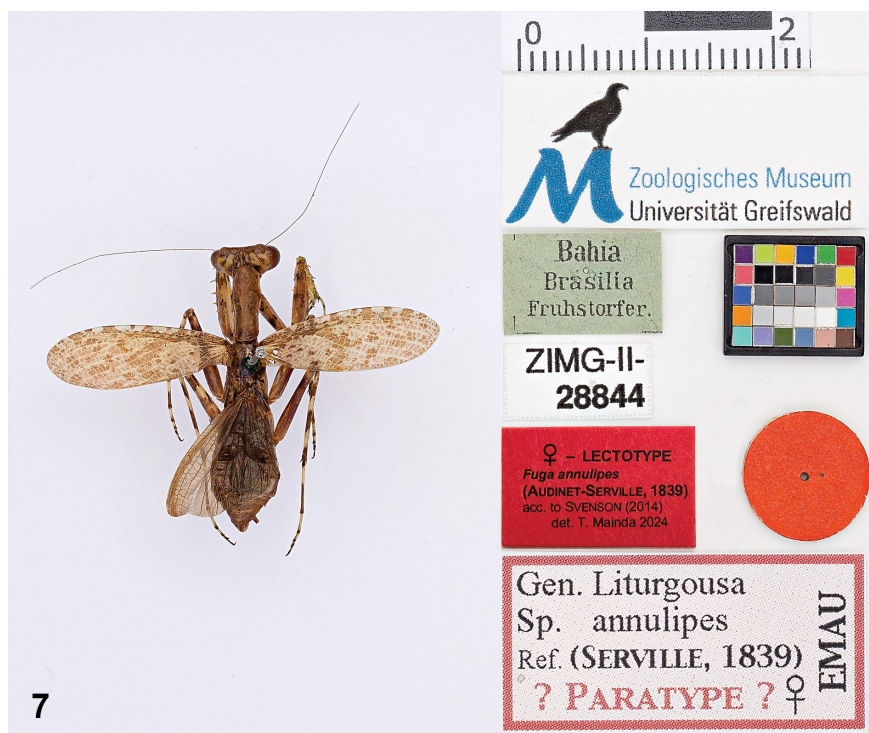 0 2
M
Zoologisches Museum
Universität Greifswald
Bahia
Brasilia
Fruhstorfer.
ZIMG-II-
28844
♀ – LECTOTYPE
Fuga annulipes
(AUDINET-SERVILLE, 1839)
acc. to SVENSON (2014)
det. T. Mainda 2024
Gen. Liturgousa
Sp. annulipes
Ref. (SERVILLE, 1839)
? PARATYPE ? ♀
EMAU
7